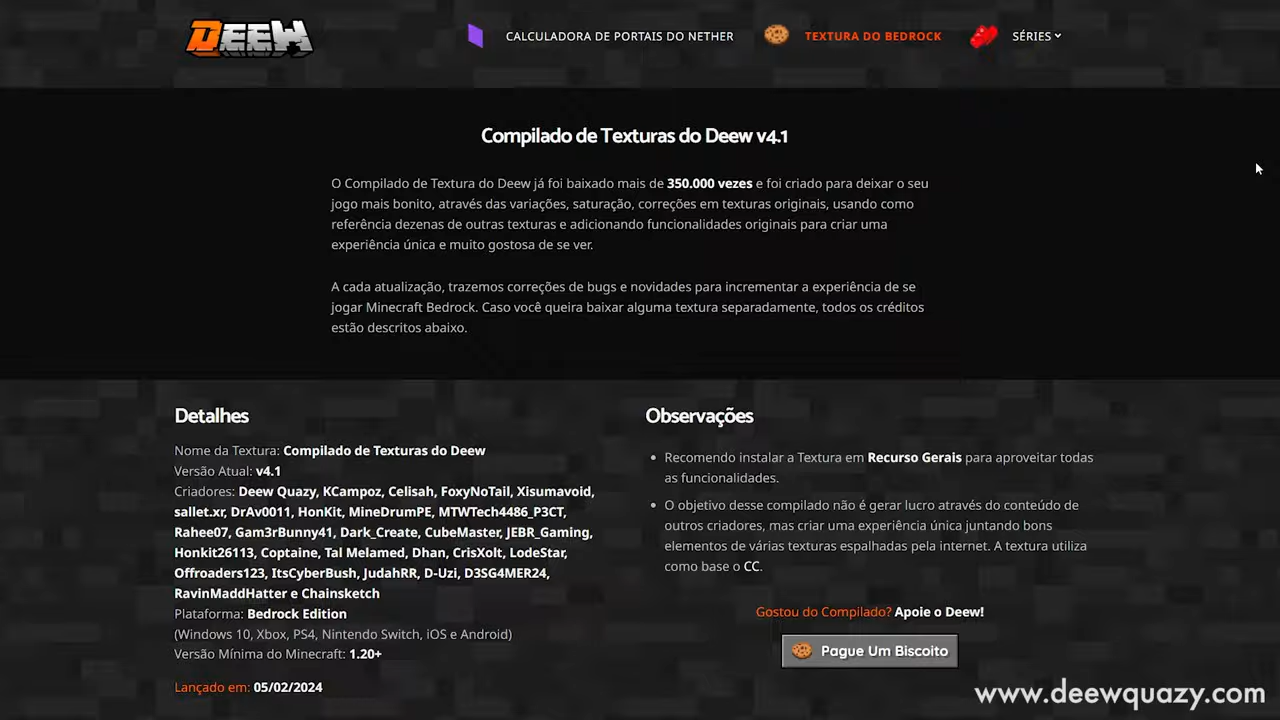 DEEW
CALCULADORA DE PORTAIS DO NETHER
TEXTURA DO BEDROCK
SÉRIES
Compilado de Texturas do Deew v4.1
O Compilado de Textura do Deew já foi baixado mais de 350.000 vezes e foi criado para deixar o seu
jogo mais bonito, através das variações, saturação, correções em texturas originais, usando como
referência dezenas de outras texturas e adicionando funcionalidades originais para criar uma
experiência única e muito gostosa de se ver.
A cada atualização, trazemos correções de bugs e novidades para incrementar a experiência de se
jogar Minecraft Bedrock. Caso você queira baixar alguma textura separadamente, todos os créditos
estão descritos abaixo.
Detalhes
Nome da Textura: Compilado de Texturas do Deew
Versão Atual: v4.1
Criadores: Deew Quazy, KCampoz, Celisah, FoxyNoTail, Xisumavoid,
sallet.xr, DrAv0011, HonKit, MineDrumPE, MTWTech4486_P3CT,
Rahee07, Gam3rBunny41, Dark_Create, CubeMaster, JEBR_Gaming,
Honkit26113, Coptaine, Tal Melamed, Dhan, CrisXolt, LodeStar,
Offroaders123, ItsCyberBush, JudahRR, D-Uzi, D3SG4MER24,
RavinMaddHatter e Chainsketch
Plataforma: Bedrock Edition
(Windows 10, Xbox, PS4, Nintendo Switch, iOS e Android)
Versão Mínima do Minecraft: 1.20+
Lançado em: 05/02/2024
Observações
Recomendo instalar a Textura em Recurso Gerais para aproveitar todas
as funcionalidades.
O objetivo desse compilado não é gerar lucro através do conteúdo de
outros criadores, mas criar uma experiência única juntando bons
elementos de várias texturas espalhadas pela internet. A textura utiliza
como base o CC.
Gostou do Compilado? Apoie o Deew!
Pague Um Biscoito
www.deewquazy.com